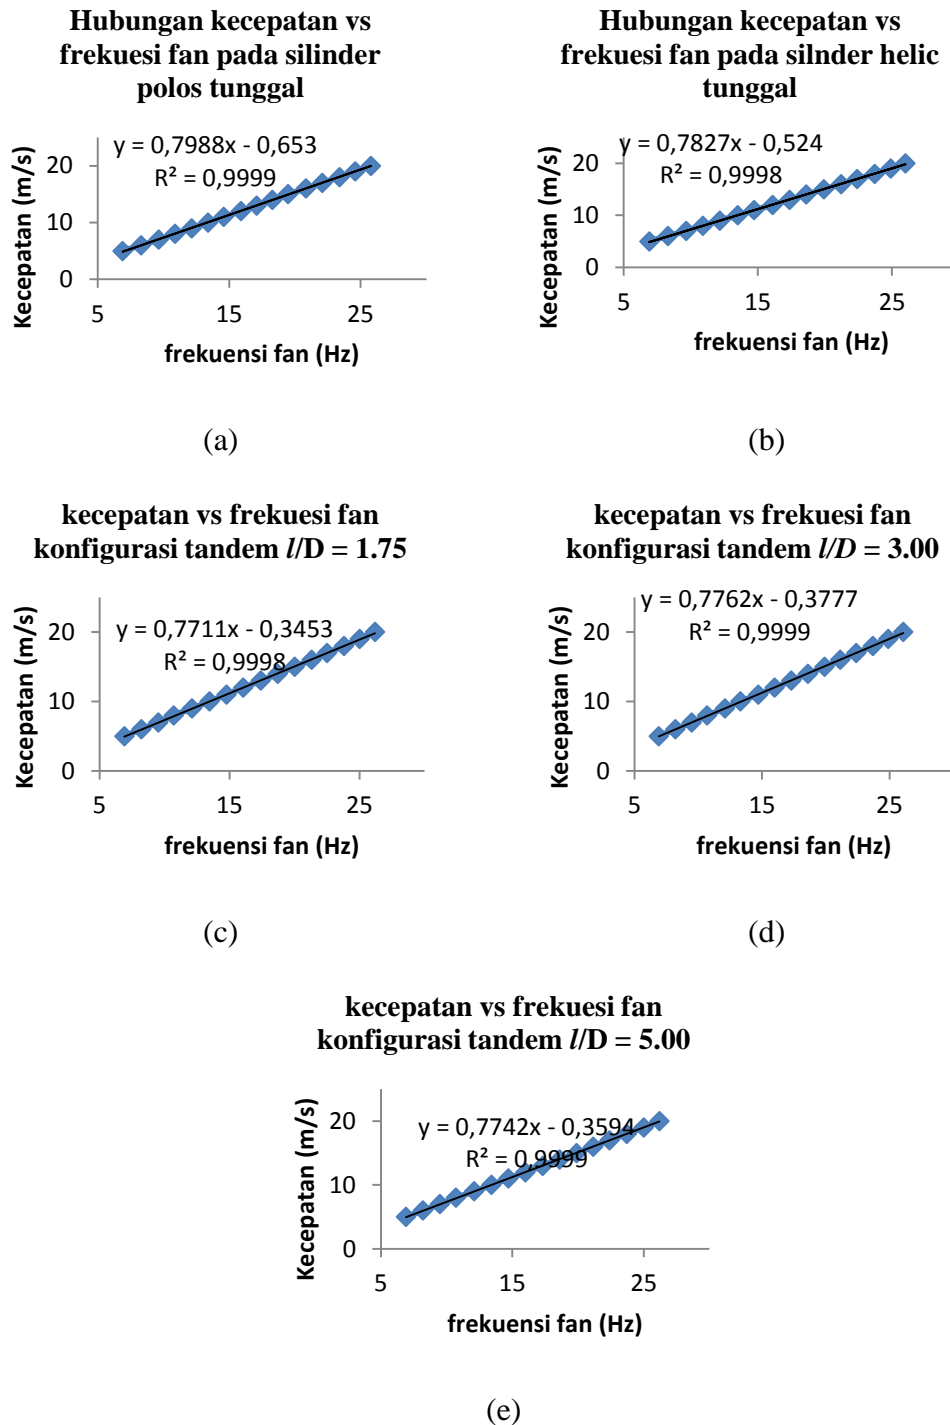 Hubungan kecepatan vs
frekuesi fan pada silinder
polos tunggal
y = 0,7988x - 0,653
R² = 0,9999
Kecepatan (m/s)
20
10
0
5
15
25
frekuensi fan (Hz)
(a)
Hubungan kecepatan vs
frekuesi fan pada silnder helic
tunggal
y = 0,7827x - 0,524
R² = 0,9998
Kecepatan (m/s)
20
10
0
5
15
25
frekuensi fan (Hz)
(b)
kecepatan vs frekuesi fan
konfigurasi tandem l/D = 1.75
y = 0,7711x - 0,3453
R² = 0,9998
Kecepatan (m/s)
20
10
0
5
15
25
frekuensi fan (Hz)
(c)
kecepatan vs frekuesi fan
konfigurasi tandem l/D = 3.00
y = 0,7762x - 0,3777
R² = 0,9999
Kecepatan (m/s)
20
10
0
5
15
25
frekuensi fan (Hz)
(d)
kecepatan vs frekuesi fan
konfigurasi tandem l/D = 5.00
y = 0,7742x - 0,3594
R² = 0,9999
Kecepatan (m/s)
20
10
0
5
15
25
frekuensi fan (Hz)
(e)